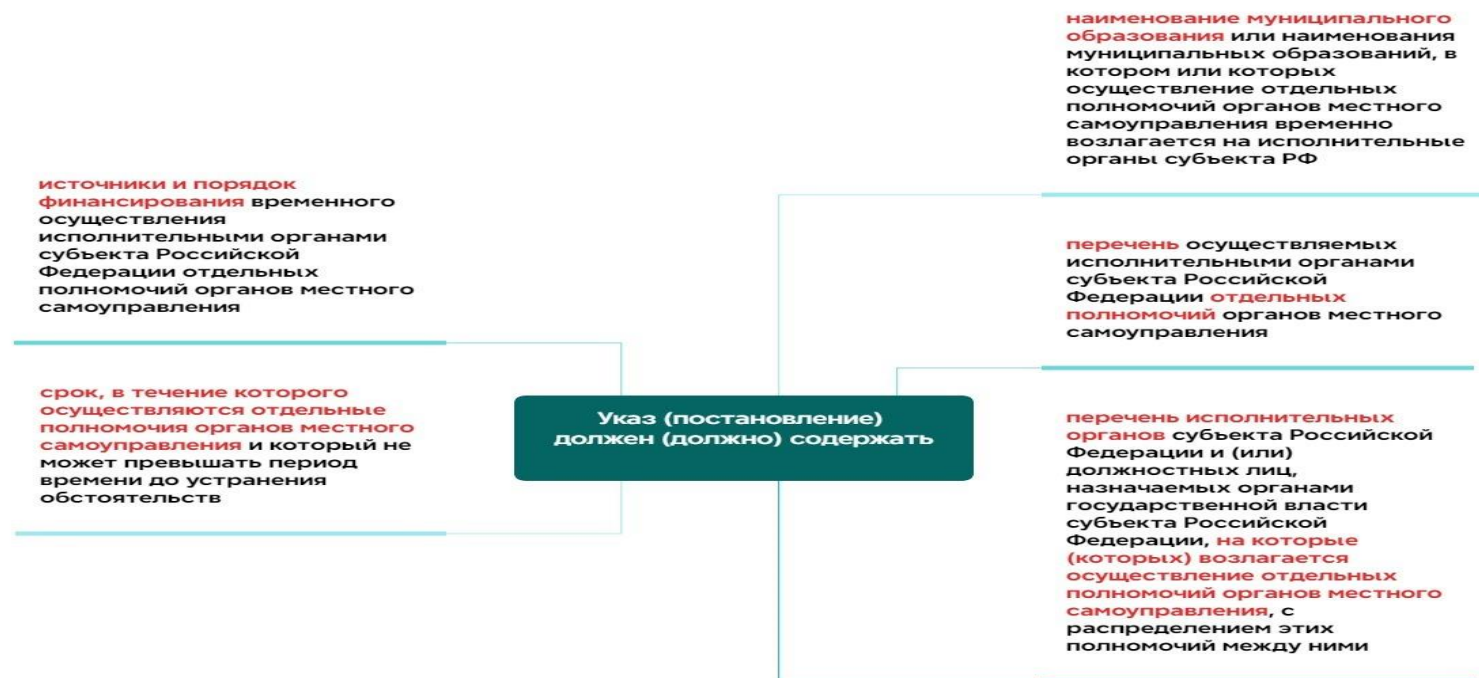 наименование муниципального
образования или наименования
муниципальных образований, в
котором или которых
осуществление отдельных
полномочий органов местного
самоуправления временно
возлагается на исполнительные
органы субъекта РФ
источники и порядок
финансирования временного
осуществления
исполнительными органами
субъекта Российской
Федерации отдельных
полномочий органов местного
самоуправления
перечень осуществляемых
исполнительными органами
субъекта Российской
Федерации отдельных
полномочий органов местного
самоуправления
срок, в течение которого
осуществляются отдельные
полномочия органов местного
самоуправления и который не
может превышать период
времени до устранения
обстоятельств
Указ (постановление)
должен (должно) содержать
перечень исполнительных
органов субъекта Российской
Федерации и (или)
должностных лиц,
назначаемых органами
государственной власти
субъекта Российской
Федерации, на которые
(которых) возлагается
осуществление отдельных
полномочий органов местного
самоуправления, с
распределением этих
полномочий между ними